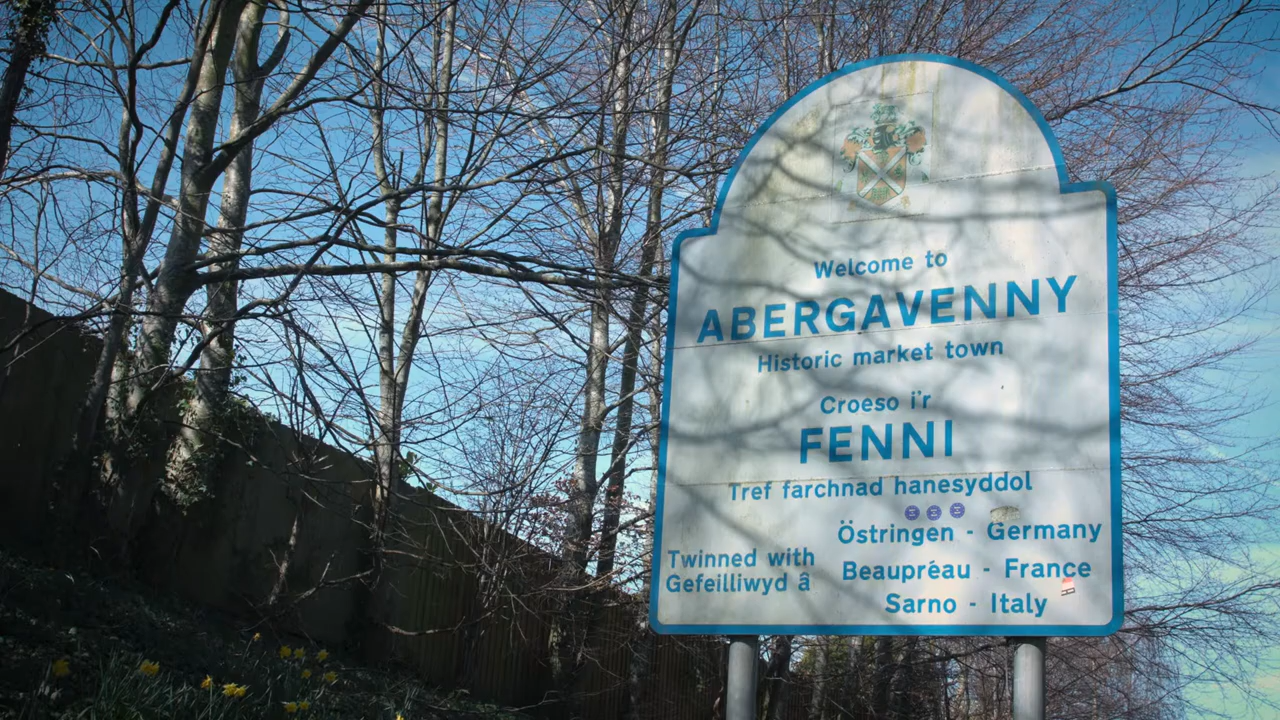 Welcome to
ABERGAVENNY
Historic market town
Croeso i'r
FENNI
Tref farchnad hanesyddol
Twinned with
Gefeilliwyd â
Östringen - Germany
Beaupréau - France
Sarno - Italy